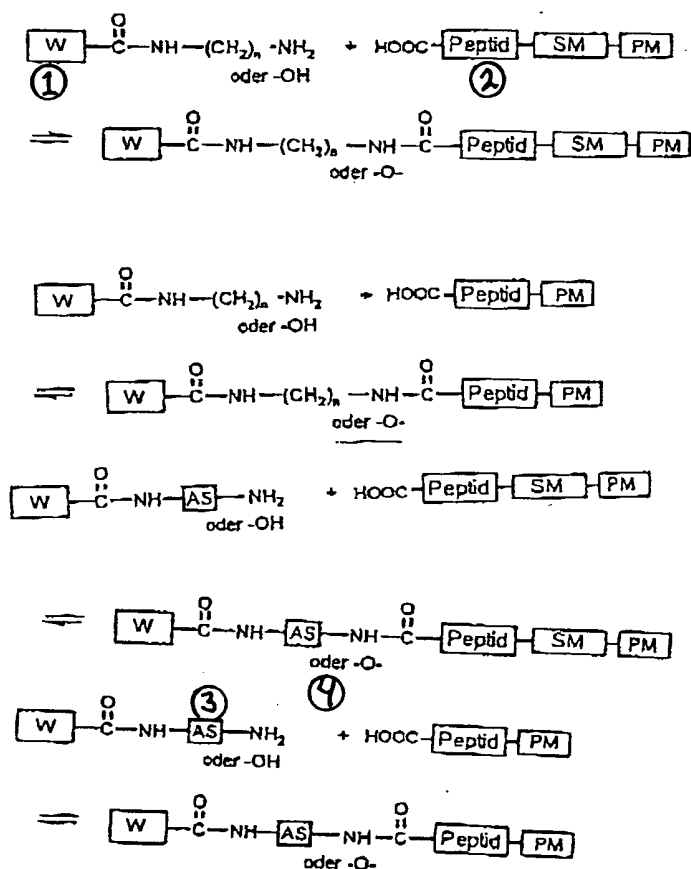 O
W C NH (CH₂)n NH₂ + HOOC Peptid SM PM
oder -OH
① ②
O O
⇌ W C NH (CH₂)n NH C Peptid SM PM
oder -O-
O
W C NH (CH₂)n NH₂ + HOOC Peptid PM
oder -OH
O O
⇌ W C NH (CH₂)n NH C Peptid PM
oder -O-
O
W C NH AS NH₂ + HOOC Peptid SM PM
oder -OH
O O
⇌ W C NH AS NH C Peptid SM PM
oder -O-
③ ④
O
W C NH AS NH₂ + HOOC Peptid PM
oder -OH
O O
⇌ W C NH AS NH C Peptid PM
oder -O-